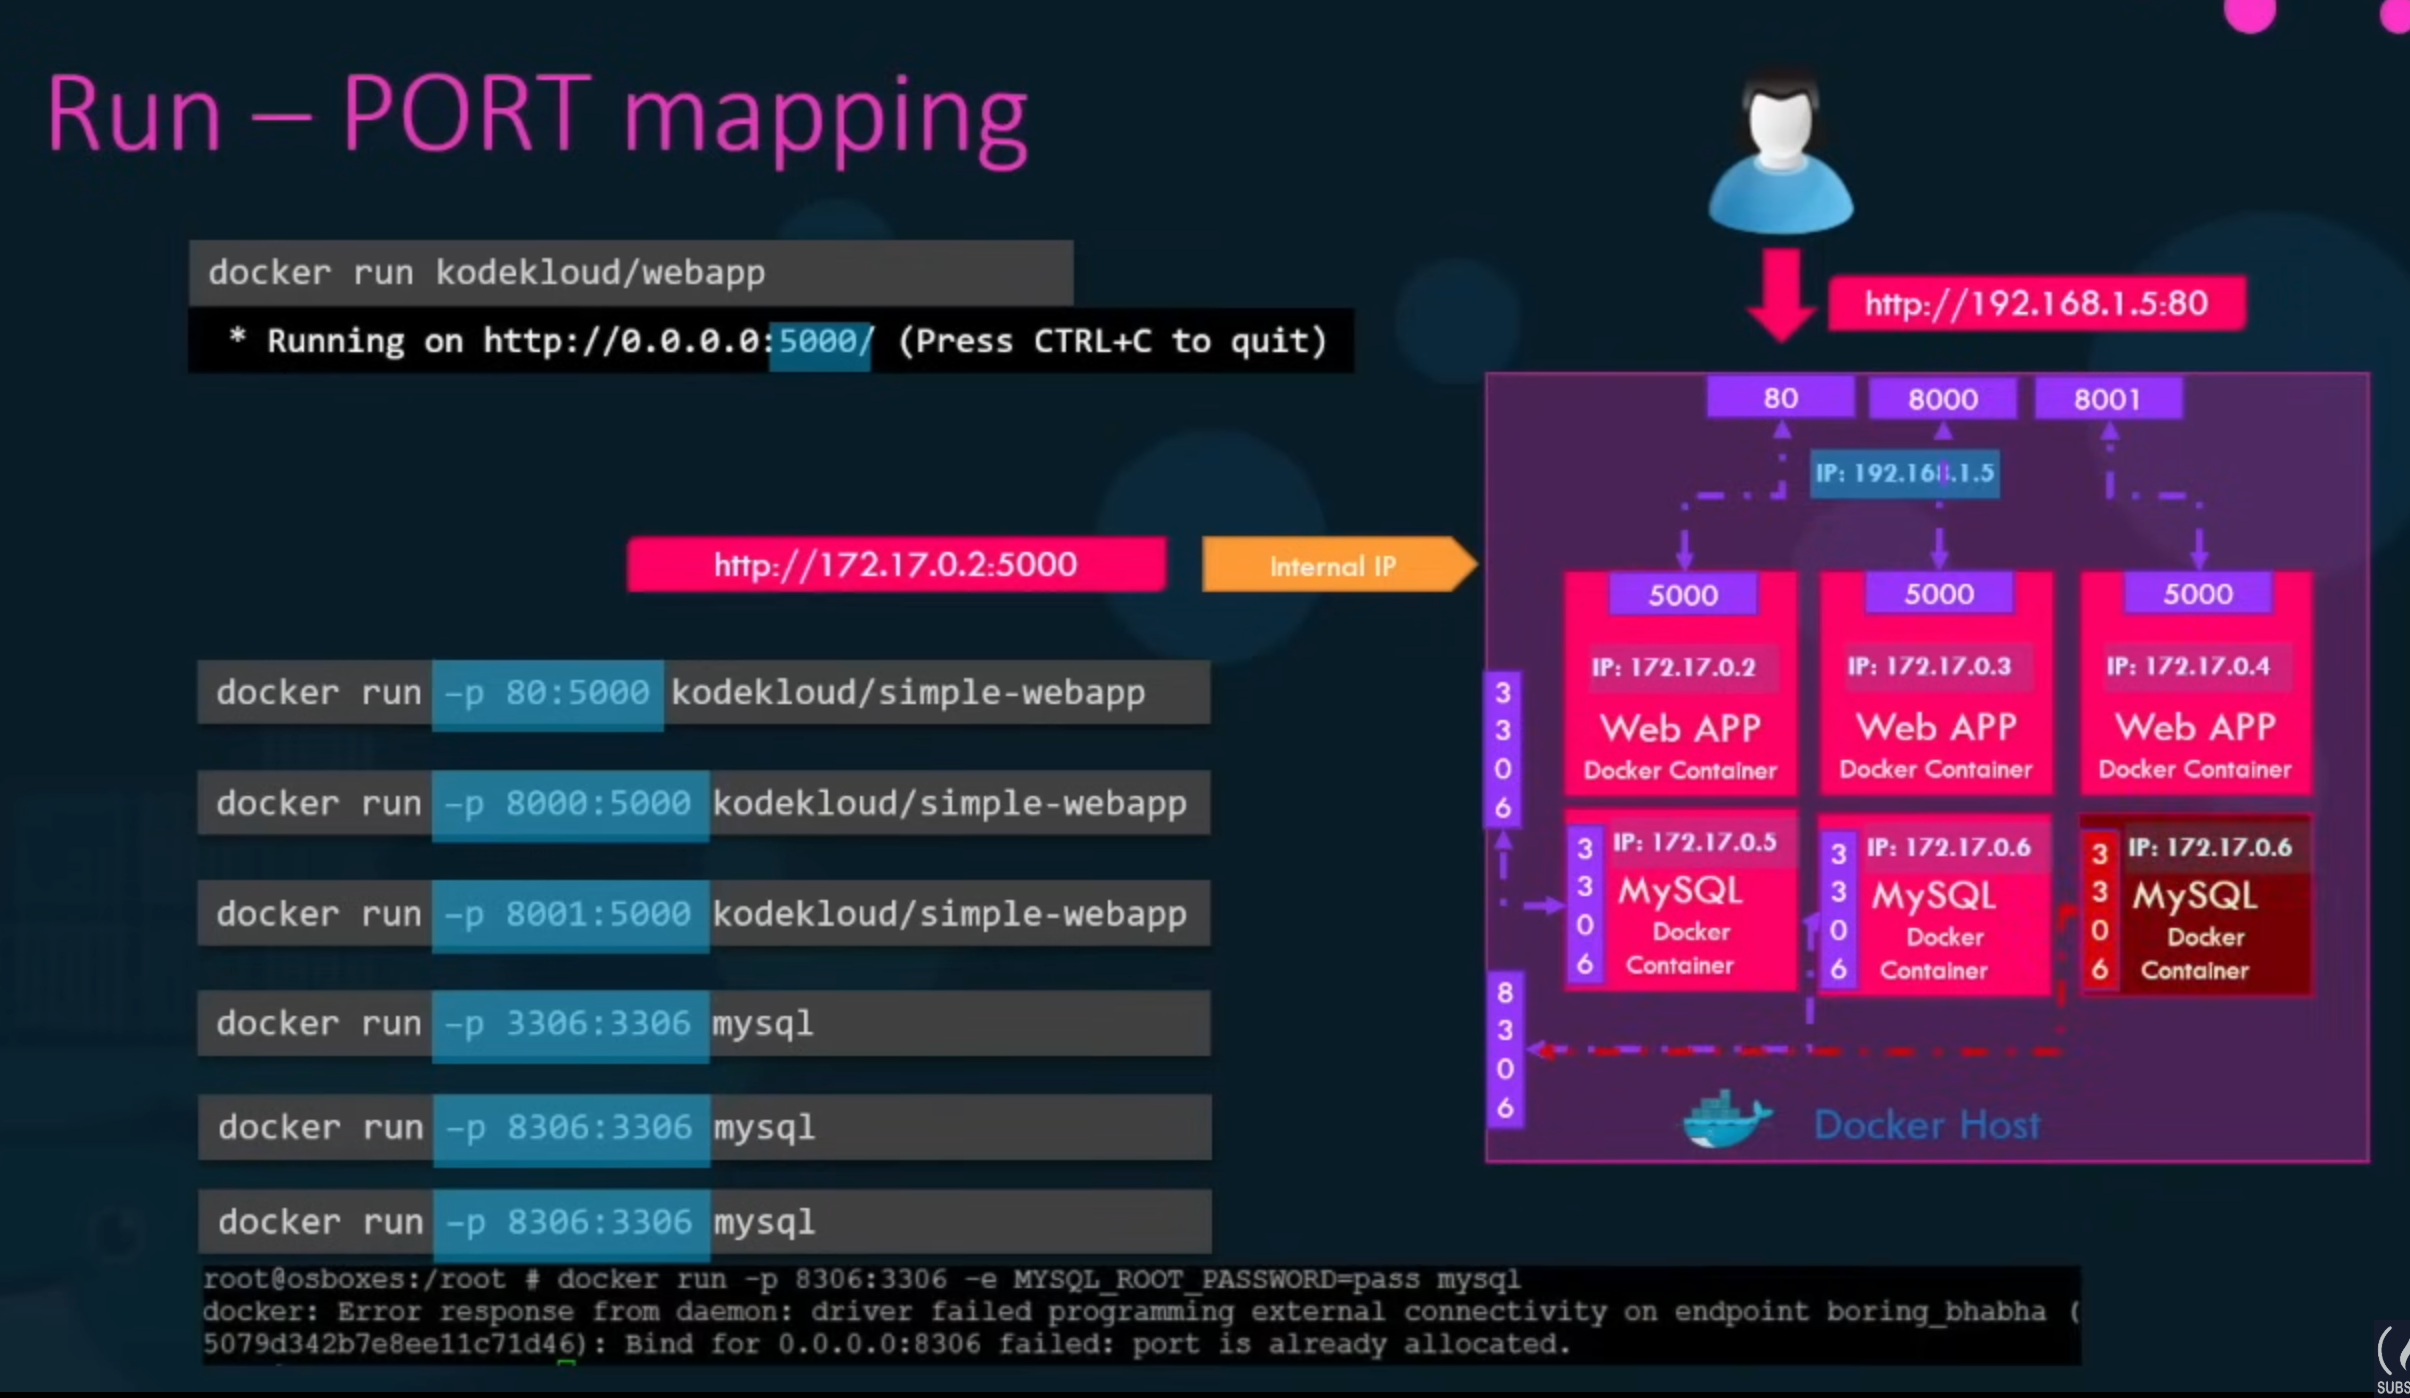 Run – PORT mapping
docker run kodekloud/webapp
* Running on http://0.0.0.0:5000/ (Press CTRL+C to quit)
http://192.168.1.5:80
80
8000
8001
IP: 192.168.1.5
http://172.17.0.2:5000
Internal IP
5000
5000
5000
IP: 172.17.0.2
Web APP
Docker Container
IP: 172.17.0.3
Web APP
Docker Container
IP: 172.17.0.4
Web APP
Docker Container
3306
3306
IP: 172.17.0.5
MySQL
Docker
Container
3306
IP: 172.17.0.6
MySQL
Docker
Container
3306
IP: 172.17.0.6
MySQL
Docker
Container
8306
Docker Host
docker run –p 80:5000 kodekloud/simple-webapp
docker run –p 8000:5000 kodekloud/simple-webapp
docker run –p 8001:5000 kodekloud/simple-webapp
docker run –p 3306:3306 mysql
docker run –p 8306:3306 mysql
docker run –p 8306:3306 mysql
root@osboxes:/root # docker run -p 8306:3306 -e MYSQL_ROOT_PASSWORD=pass mysql
docker: Error response from daemon: driver failed programming external connectivity on endpoint boring_bhabha (
5079d342b7e8ee11c71d46): Bind for 0.0.0.0:8306 failed: port is already allocated.
SUBS